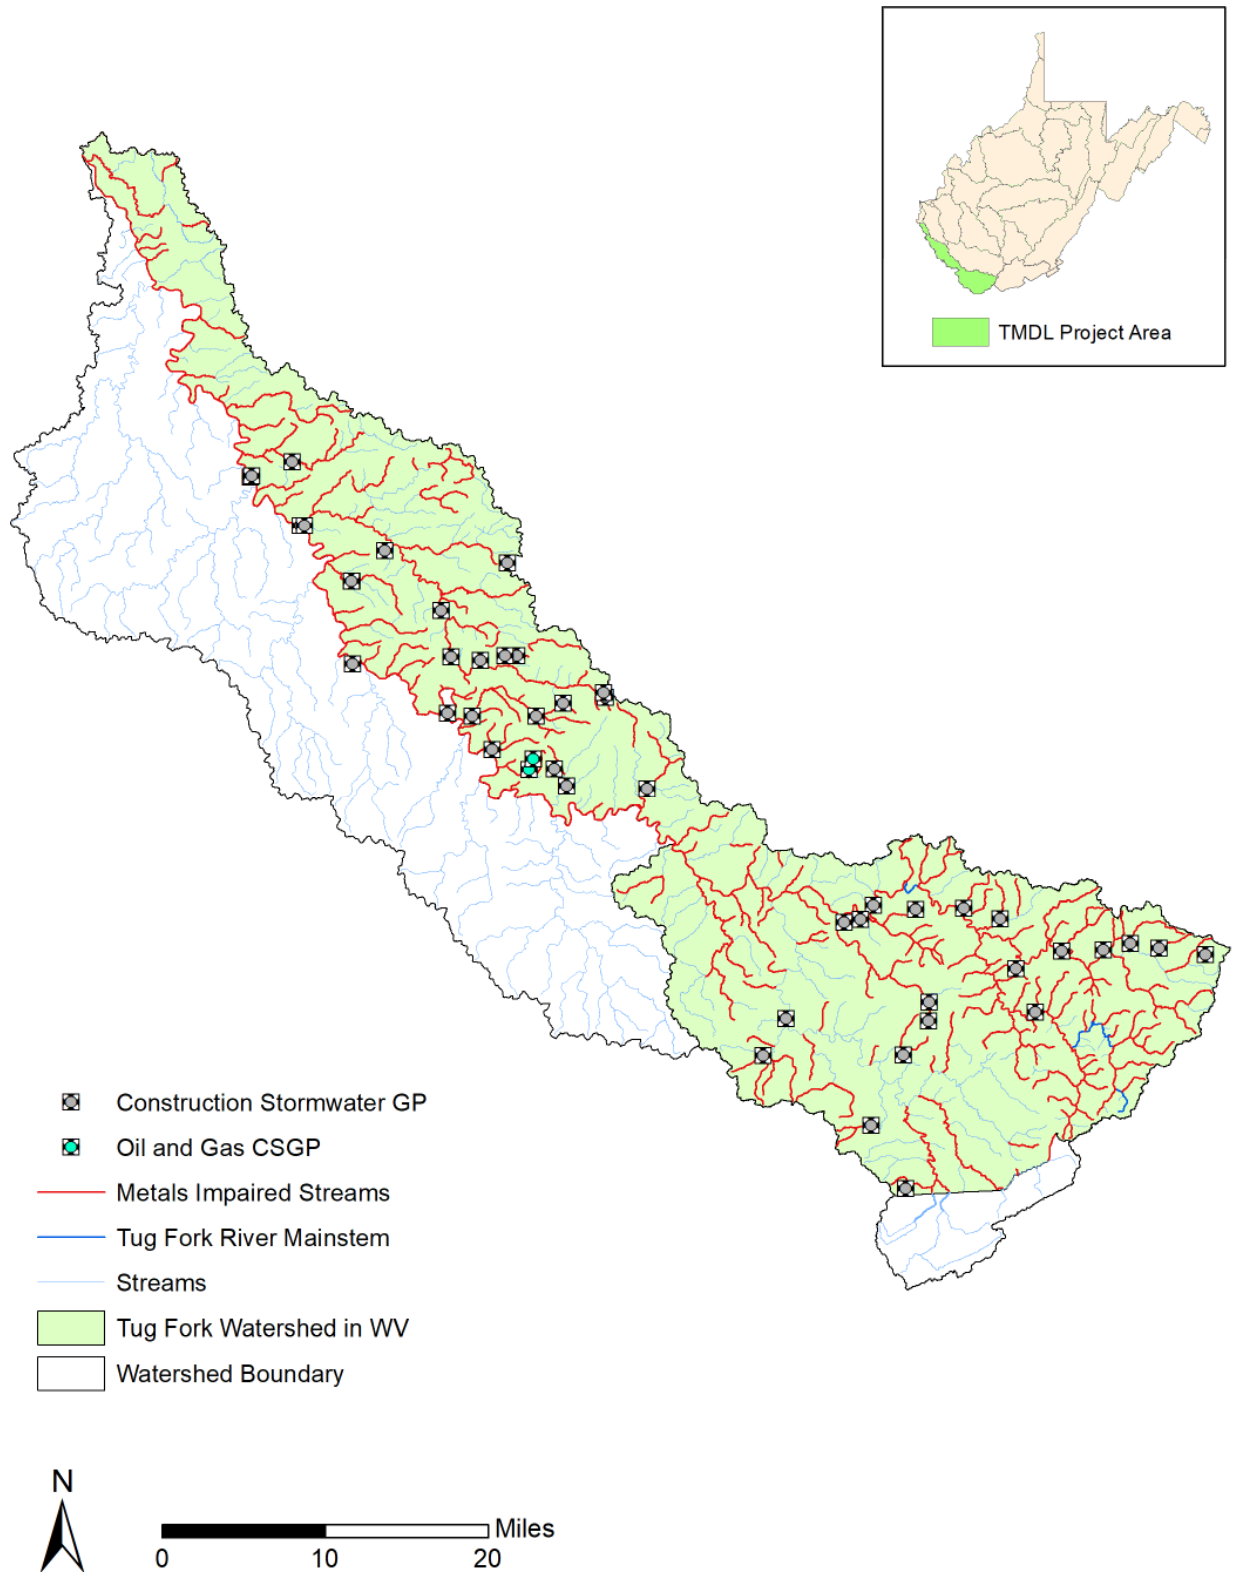 TMDL Project Area
Construction Stormwater GP
Oil and Gas CSGP
Metals Impaired Streams
Tug Fork River Mainstem
Streams
Tug Fork Watershed in WV
Watershed Boundary
N
Miles
0 10 20